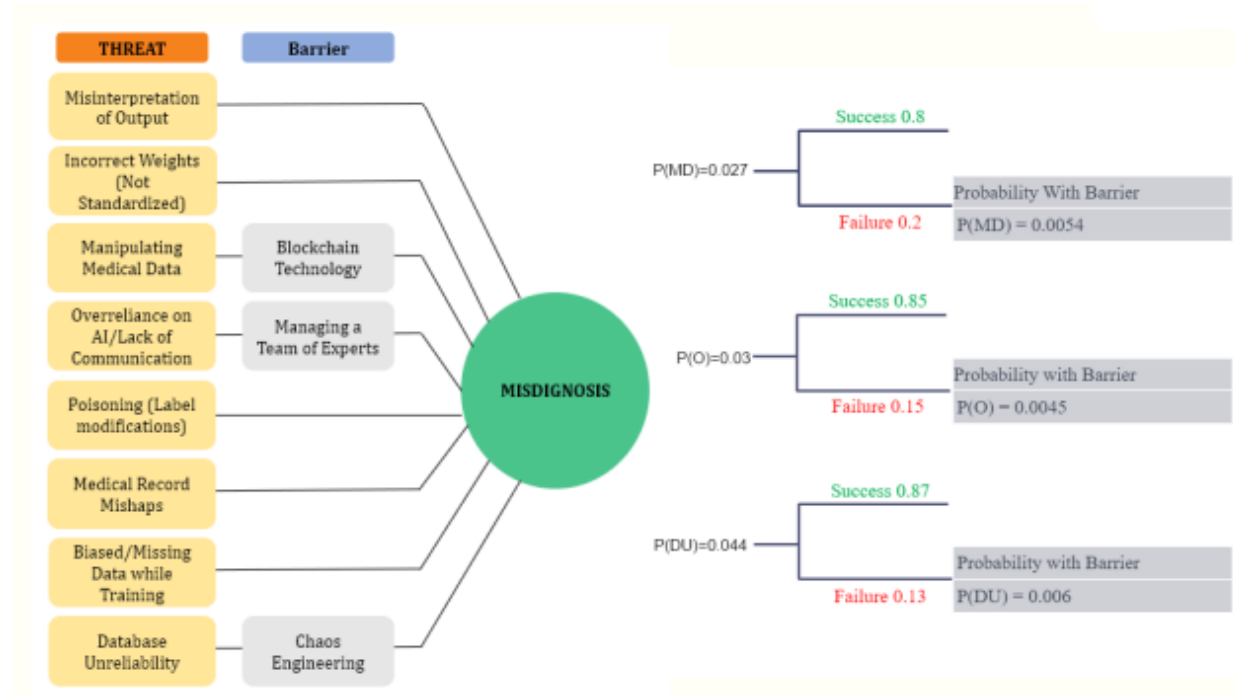 THREAT
Barrier
Misinterpretation
of Output
Incorrect Weights
(Not
Standardized)
Manipulating
Medical Data
Blockchain
Technology
Overreliance on
AI/Lack of
Communication
Managing a
Team of Experts
Poisoning (Label
modifications)
Medical Record
Mishaps
Biased/Missing
Data while
Training
Database
Unreliability
Chaos
Engineering
MISDIGNOSIS
Success 0.8
P(MD)=0.027
Failure 0.2
Probability With Barrier
P(MD) = 0.0054
Success 0.85
P(O)=0.03
Failure 0.15
Probability with Barrier
P(O) = 0.0045
Success 0.87
P(DU)=0.044
Failure 0.13
Probability with Barrier
P(DU) = 0.006